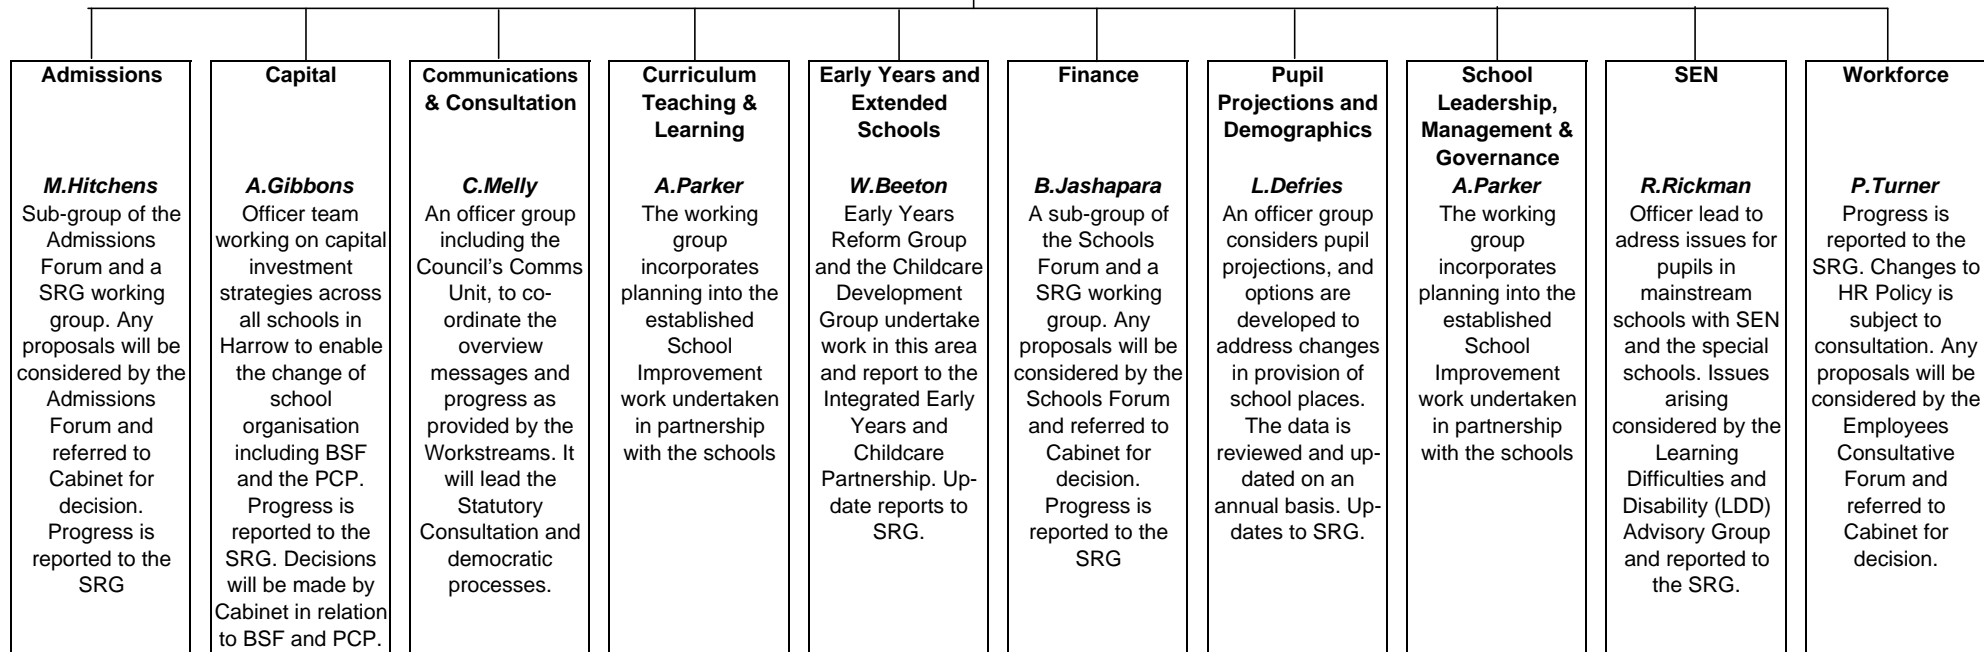 Admissions
M.Hitchens
Sub-group of the
Admissions
Forum and a
SRG working
group. Any
proposals will be
considered by the
Admissions
Forum and
referred to
Cabinet for
decision.
Progress is
reported to the
SRG
Capital
A.Gibbons
Officer team
working on capital
investment
strategies across
all schools in
Harrow to enable
the change of
school
organisation
including BSF
and the PCP.
Progress is
reported to the
SRG. Decisions
will be made by
Cabinet in relation
to BSF and PCP.
Communications
& Consultation
C.Melly
An officer group
including the
Council's Comms
Unit, to co-
ordinate the
overview
messages and
progress as
provided by the
Workstreams. It
will lead the
Statutory
Consultation and
democratic
processes.
Curriculum
Teaching &
Learning
A.Parker
The working
group
incorporates
planning into the
established
School
Improvement
work undertaken
in partnership
with the schools
Early Years and
Extended
Schools
W.Beeton
Early Years
Reform Group
and the Childcare
Development
Group undertake
work in this area
and report to the
Integrated Early
Years and
Childcare
Partnership. Up-
date reports to
SRG.
Finance
B.Jashapara
A sub-group of
the Schools
Forum and a
SRG working
group. Any
proposals will be
considered by the
Schools Forum
and referred to
Cabinet for
decision.
Progress is
reported to the
SRG
Pupil
Projections and
Demographics
L.Defries
An officer group
considers pupil
projections, and
options are
developed to
address changes
in provision of
school places.
The data is
reviewed and up-
dated on an
annual basis. Up-
dates to SRG.
School
Leadership,
Management &
Governance
A.Parker
The working
group
incorporates
planning into the
established
School
Improvement
work undertaken
in partnership
with the schools
SEN
R.Rickman
Officer lead to
adress issues for
pupils in
mainstream
schools with SEN
and the special
schools. Issues
arising
considered by the
Learning
Difficulties and
Disability (LDD)
Advisory Group
and reported to
the SRG.
Workforce
P.Turner
Progress is
reported to the
SRG. Changes to
HR Policy is
subject to
consultation. Any
proposals will be
considered by the
Employees
Consultative
Forum and
referred to
Cabinet for
decision.